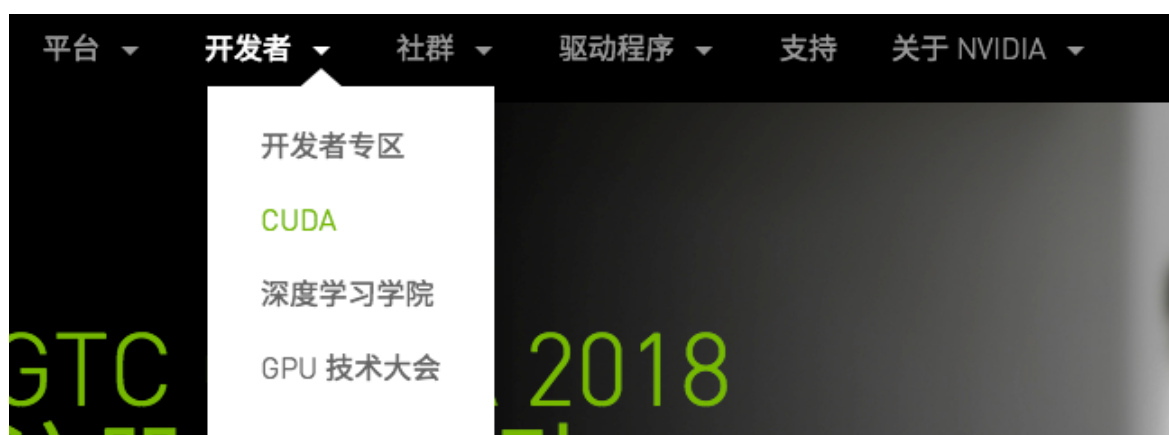 平台 开发者 社群 驱动程序 支持 关于 NVIDIA
开发者专区
CUDA
深度学习学院
GPU 技术大会
GTC 2018